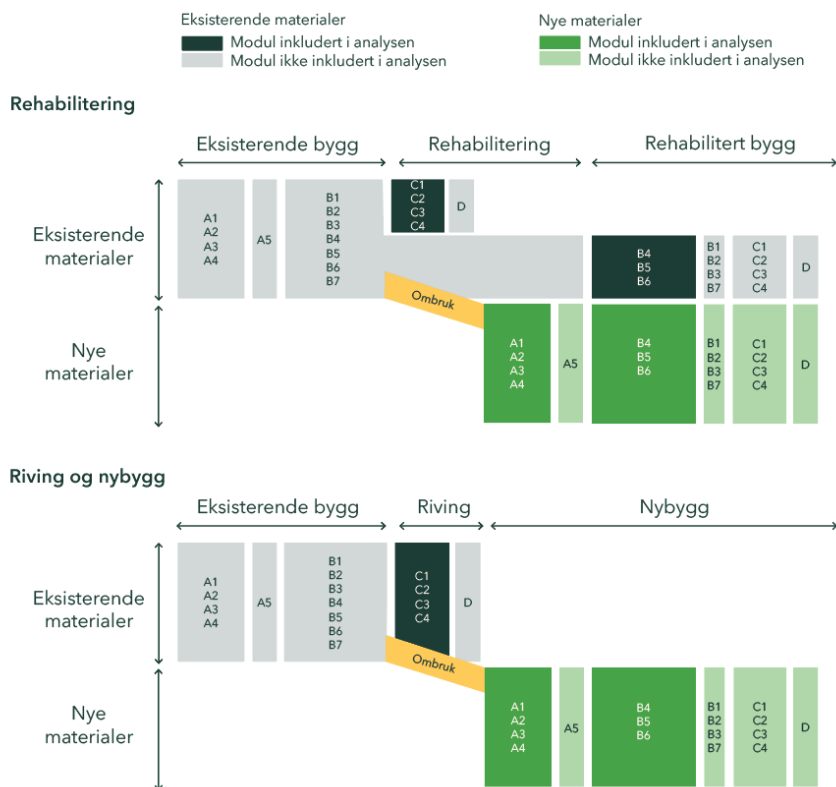 Eksisterende materialer
Modul inkludert i analysen
Modul ikke inkludert i analysen
Nye materialer
Modul inkludert i analysen
Modul ikke inkludert i analysen
Rehabilitering
Eksisterende bygg
Rehabilitering
Rehabilitert bygg
Eksisterende
materialer
A1
A2
A3
A4
A5
B1
B2
B3
B4
B5
B6
B7
C1
C2
C3
C4
D
B4
B5
B6
B1
B2
B3
B7
C1
C2
C3
C4
D
Ombruk
Nye
materialer
A1
A2
A3
A4
A5
B4
B5
B6
B1
B2
B3
B7
C1
C2
C3
C4
D
Riving og nybygg
Eksisterende bygg
Riving
Nybygg
Eksisterende
materialer
A1
A2
A3
A4
A5
B1
B2
B3
B4
B5
B6
B7
C1
C2
C3
C4
D
Ombruk
Nye
materialer
A1
A2
A3
A4
A5
B4
B5
B6
B1
B2
B3
B7
C1
C2
C3
C4
D